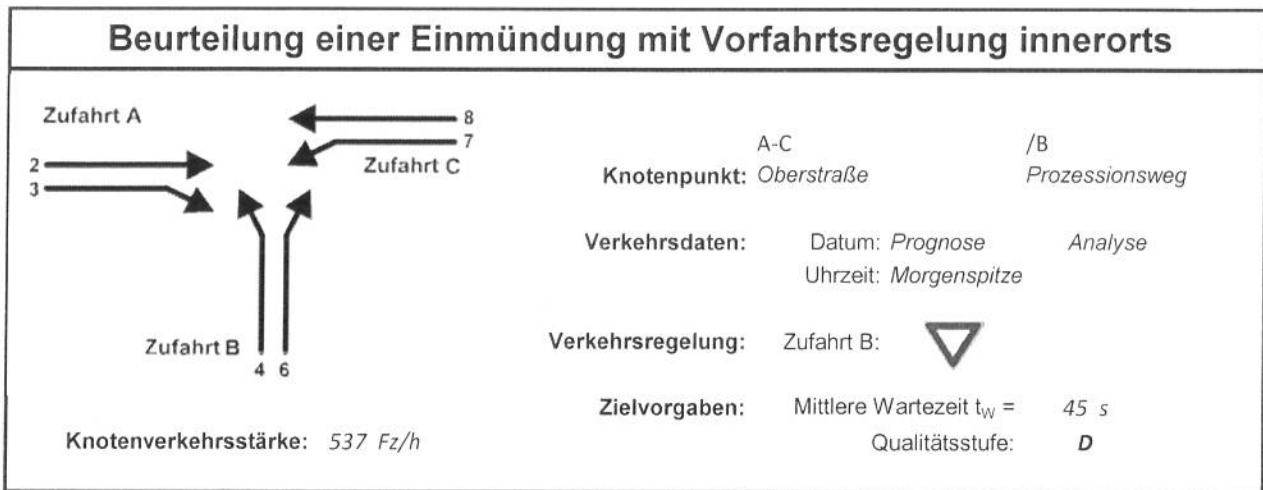 Beurteilung einer Einmündung mit Vorfahrtsregelung innerorts
Zufahrt A
8
7
2
Zufahrt C
3
Zufahrt B
4 6
Knotenverkehrsstärke: 537 Fz/h
A-C /B
Knotenpunkt: Oberstraße Prozessionsweg
Verkehrsdaten: Datum: Prognose Analyse
Uhrzeit: Morgenspitze
Verkehrsregelung: Zufahrt B:
Zielvorgaben: Mittlere Wartezeit tW = 45 s
Qualitätsstufe: D